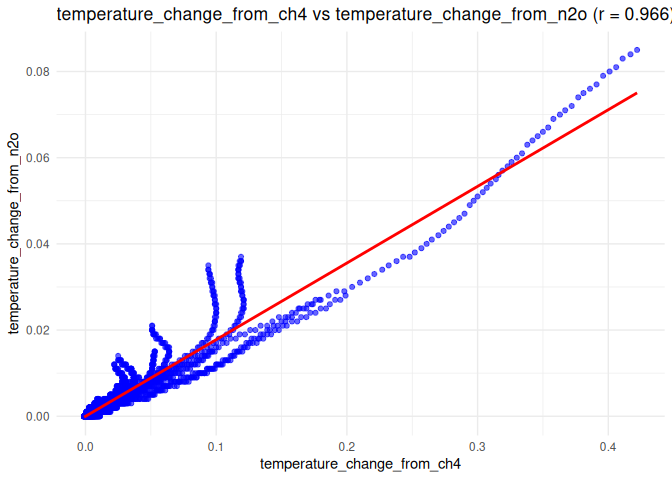 temperature_change_from_ch4 vs temperature_change_from_n2o (r = 0.966)
0.08
0.06
0.04
0.02
0.00
temperature_change_from_n2o
0.0 0.1 0.2 0.3 0.4
temperature_change_from_ch4